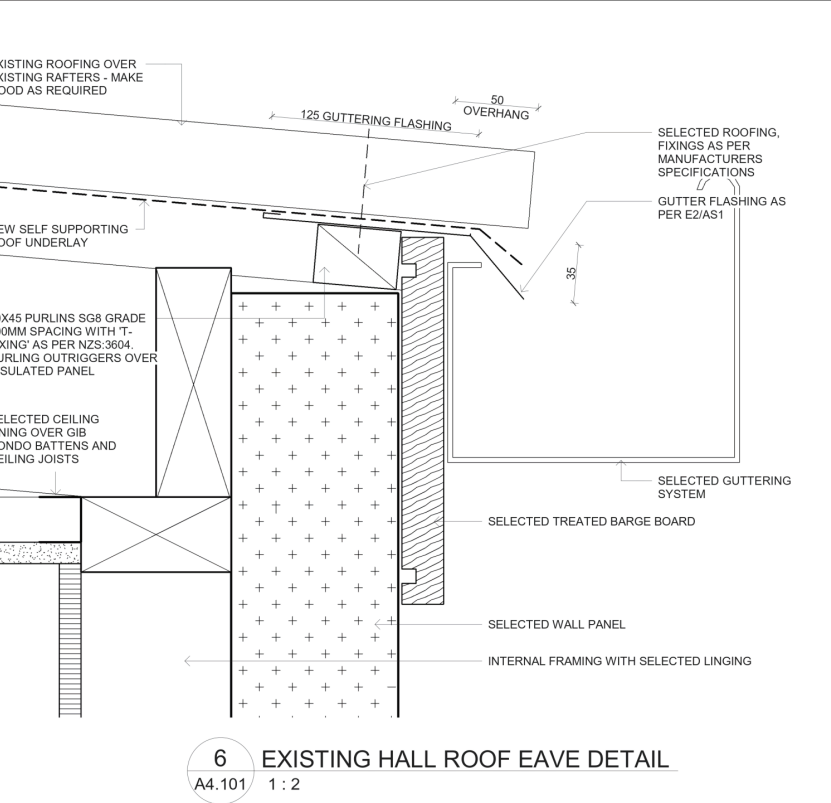 XISTING ROOFING OVER
XISTING RAFTERS - MAKE
OOD AS REQUIRED
125 GUTTERING FLASHING
50
OVERHANG
SELECTED ROOFING,
FIXINGS AS PER
MANUFACTURERS
SPECIFICATIONS
GUTTER FLASHING AS
PER E2/AS1
EW SELF SUPPORTING
OOF UNDERLAY
35
0X45 PURLINS SG8 GRADE
00MM SPACING WITH 'T-
XING' AS PER NZS:3604.
URLING OUTRIGGERS OVER
SULATED PANEL
ELECTED CEILING
NING OVER GIB
ONDO BATTENS AND
EILING JOISTS
SELECTED GUTTERING
SYSTEM
SELECTED TREATED BARGE BOARD
SELECTED WALL PANEL
INTERNAL FRAMING WITH SELECTED LINGING
6 EXISTING HALL ROOF EAVE DETAIL
A4.101 1 : 2